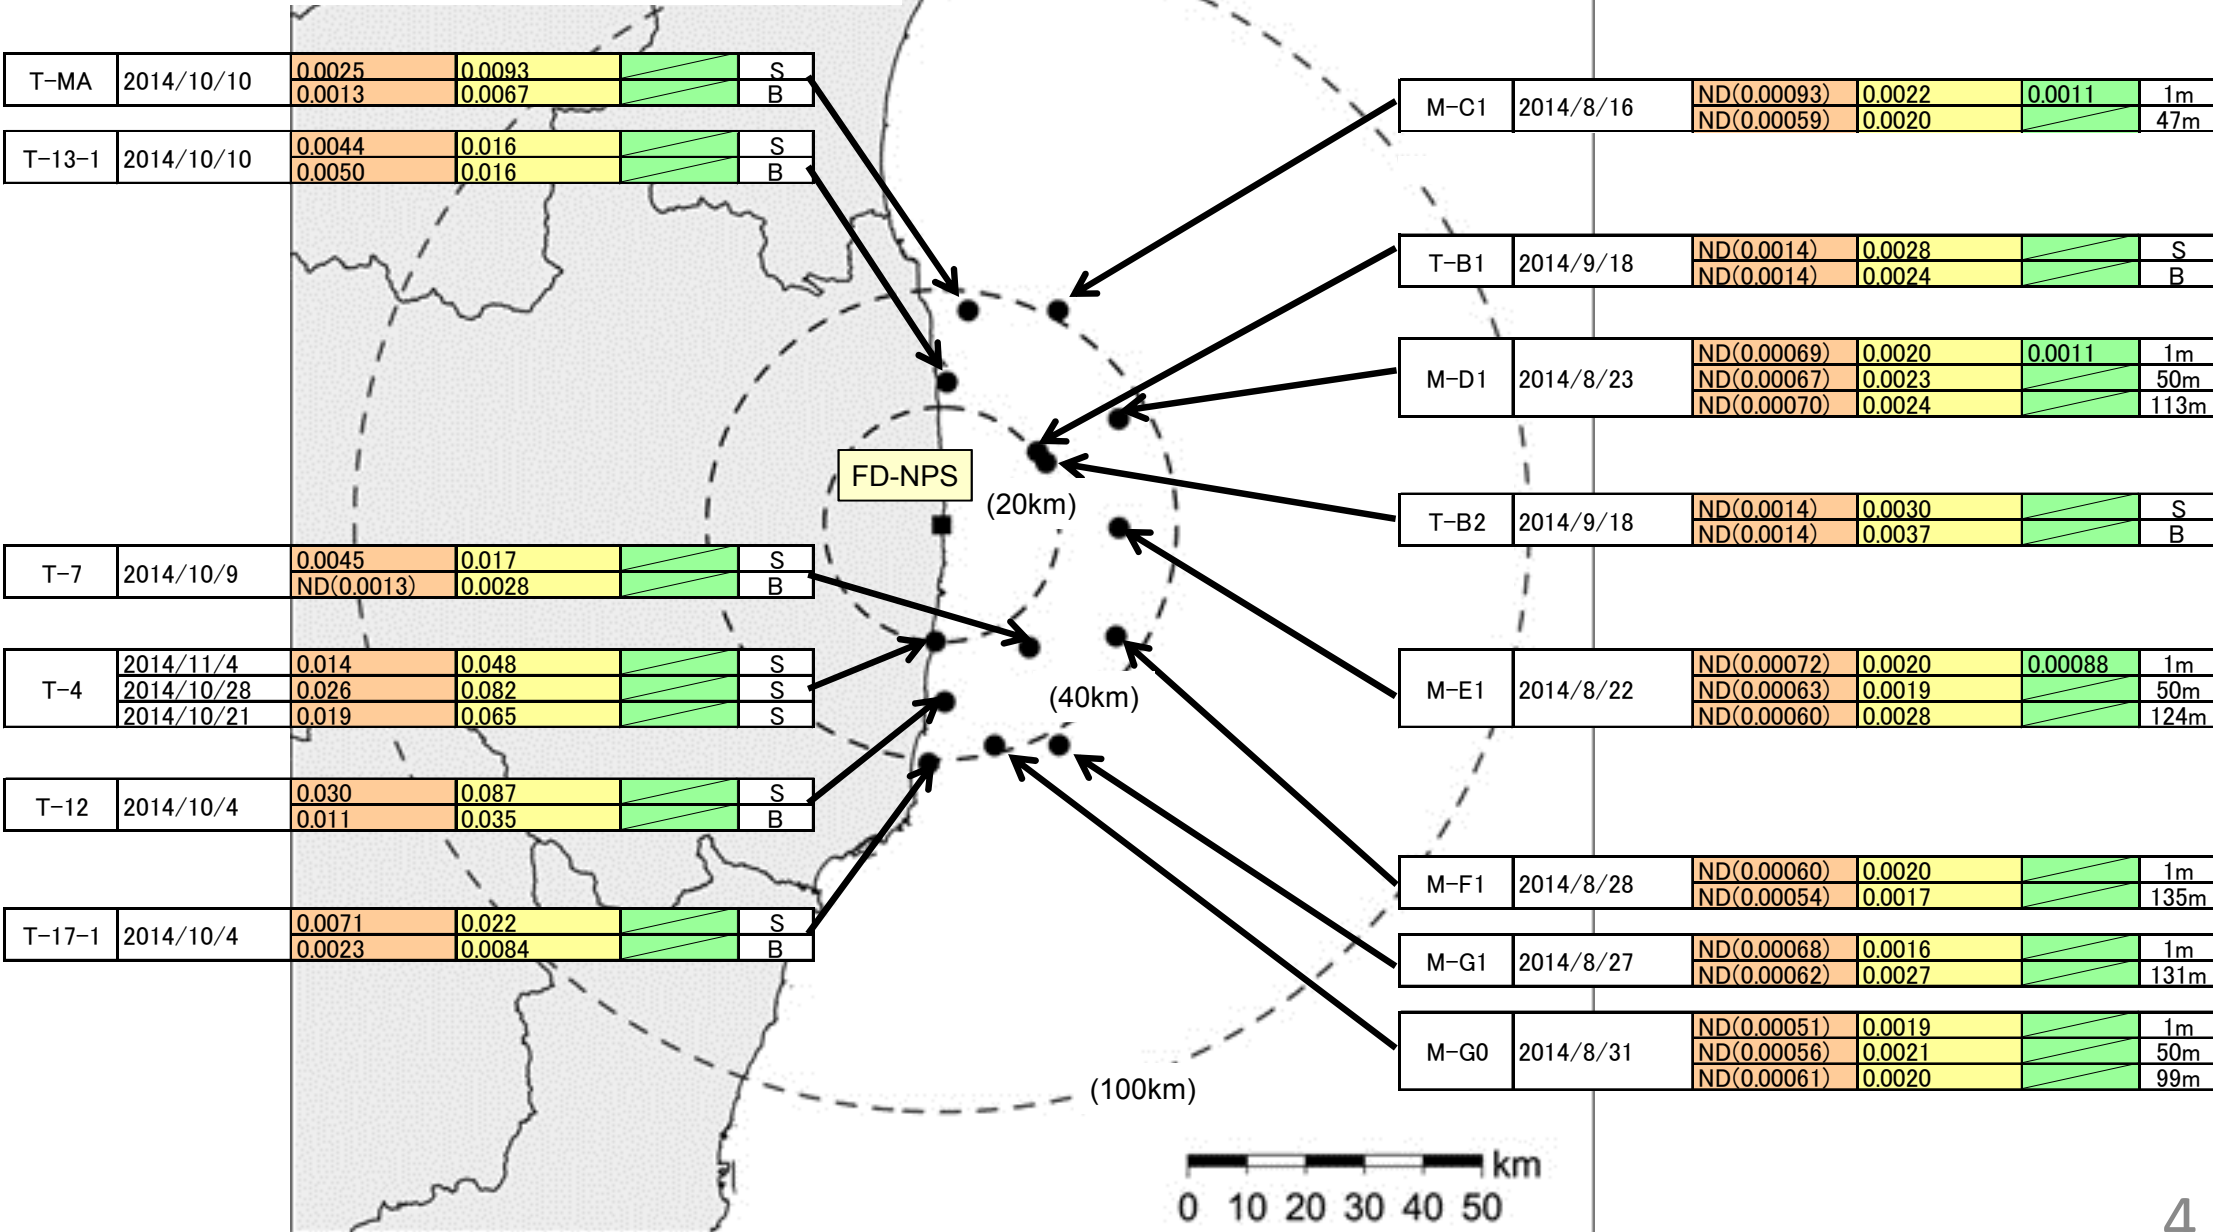 T-MA 2014/10/10 0.0025 0.0093 S
0.0013 0.0067 B
T-13-1 2014/10/10 0.0044 0.016 S
0.0050 0.016 B
T-7 2014/10/9 0.0045 0.017 S
ND(0.0013) 0.0028 B
T-4 2014/11/4 0.014 0.048 S
2014/10/28 0.026 0.082 S
2014/10/21 0.019 0.065 S
T-12 2014/10/4 0.030 0.087 S
0.011 0.035 B
T-17-1 2014/10/4 0.0071 0.022 S
0.0023 0.0084 B
FD-NPS
(20km)
(40km)
(100km)
M-C1 2014/8/16 ND(0.00093) 0.0022 0.0011 1m
ND(0.00059) 0.0020 47m
T-B1 2014/9/18 ND(0.0014) 0.0028 S
ND(0.0014) 0.0024 B
M-D1 2014/8/23 ND(0.00069) 0.0020 0.0011 1m
ND(0.00067) 0.0023 50m
ND(0.00070) 0.0024 113m
T-B2 2014/9/18 ND(0.0014) 0.0030 S
ND(0.0014) 0.0037 B
M-E1 2014/8/22 ND(0.00072) 0.0020 0.00088 1m
ND(0.00063) 0.0019 50m
ND(0.00060) 0.0028 124m
M-F1 2014/8/28 ND(0.00060) 0.0020 1m
ND(0.00054) 0.0017 135m
M-G1 2014/8/27 ND(0.00068) 0.0016 1m
ND(0.00062) 0.0027 131m
M-G0 2014/8/31 ND(0.00051) 0.0019 1m
ND(0.00056) 0.0021 50m
ND(0.00061) 0.0020 99m
km
0 10 20 30 40 50
4